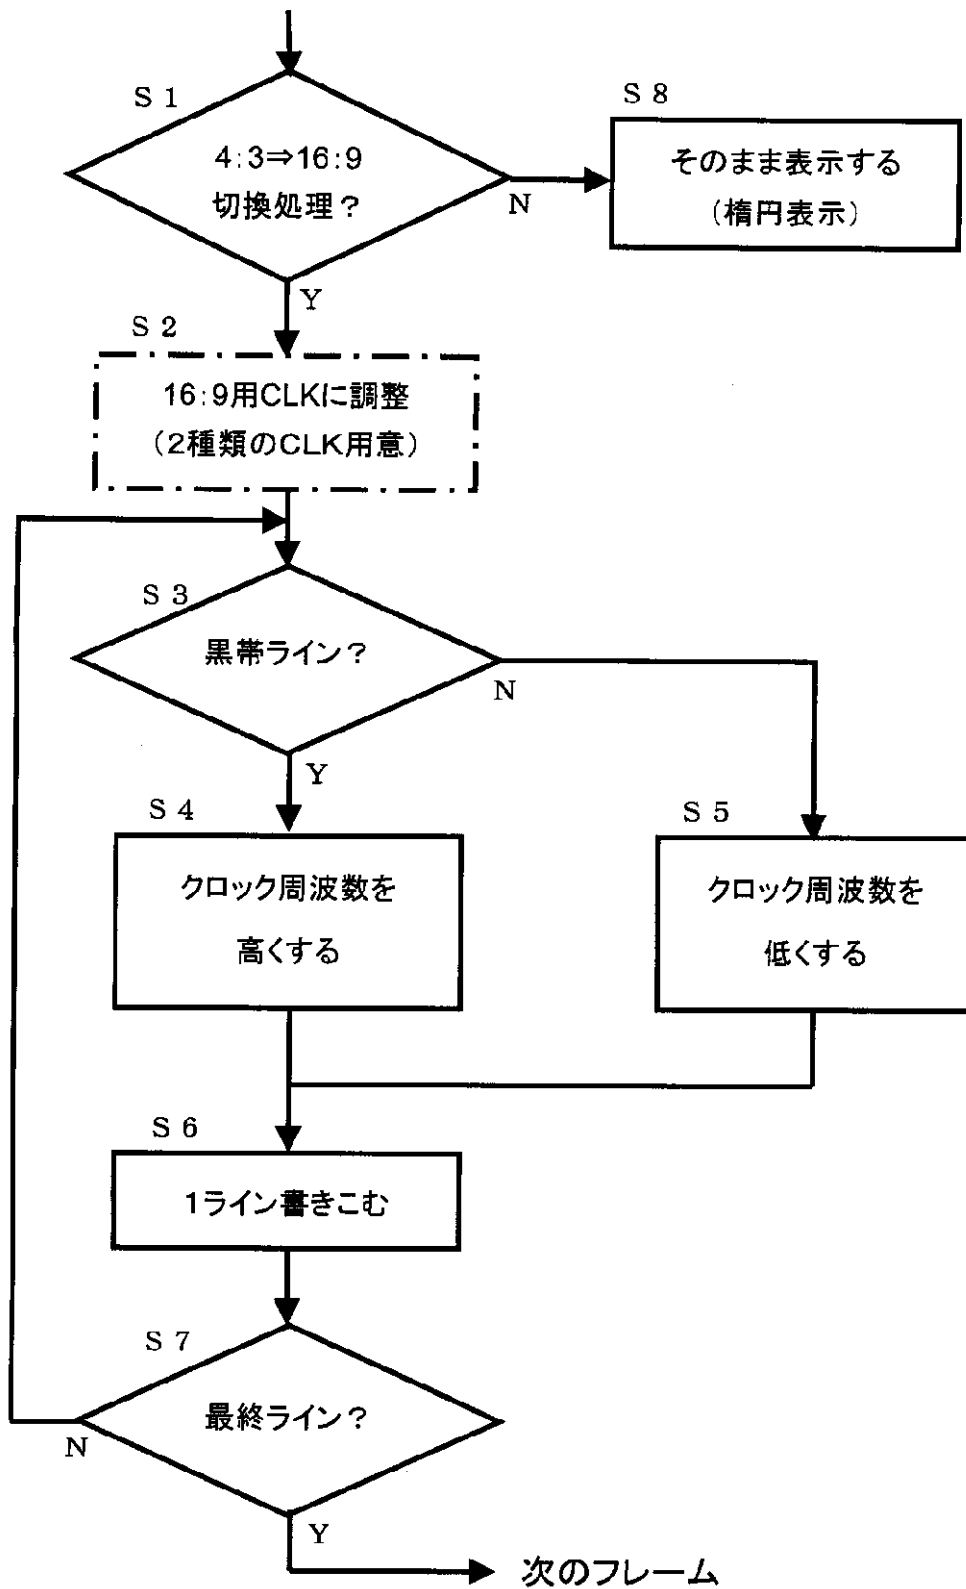 S 1
4:3⇒16:9
切換処理?
N
Y
S 8
そのまま表示する
(楕円表示)
S 2
16:9用CLKに調整
(2種類のCLK用意)
S 3
黒帯ライン?
N
Y
S 4
クロック周波数を
高くする
S 5
クロック周波数を
低くする
S 6
1ライン書きこむ
S 7
最終ライン?
N
Y
次のフレーム